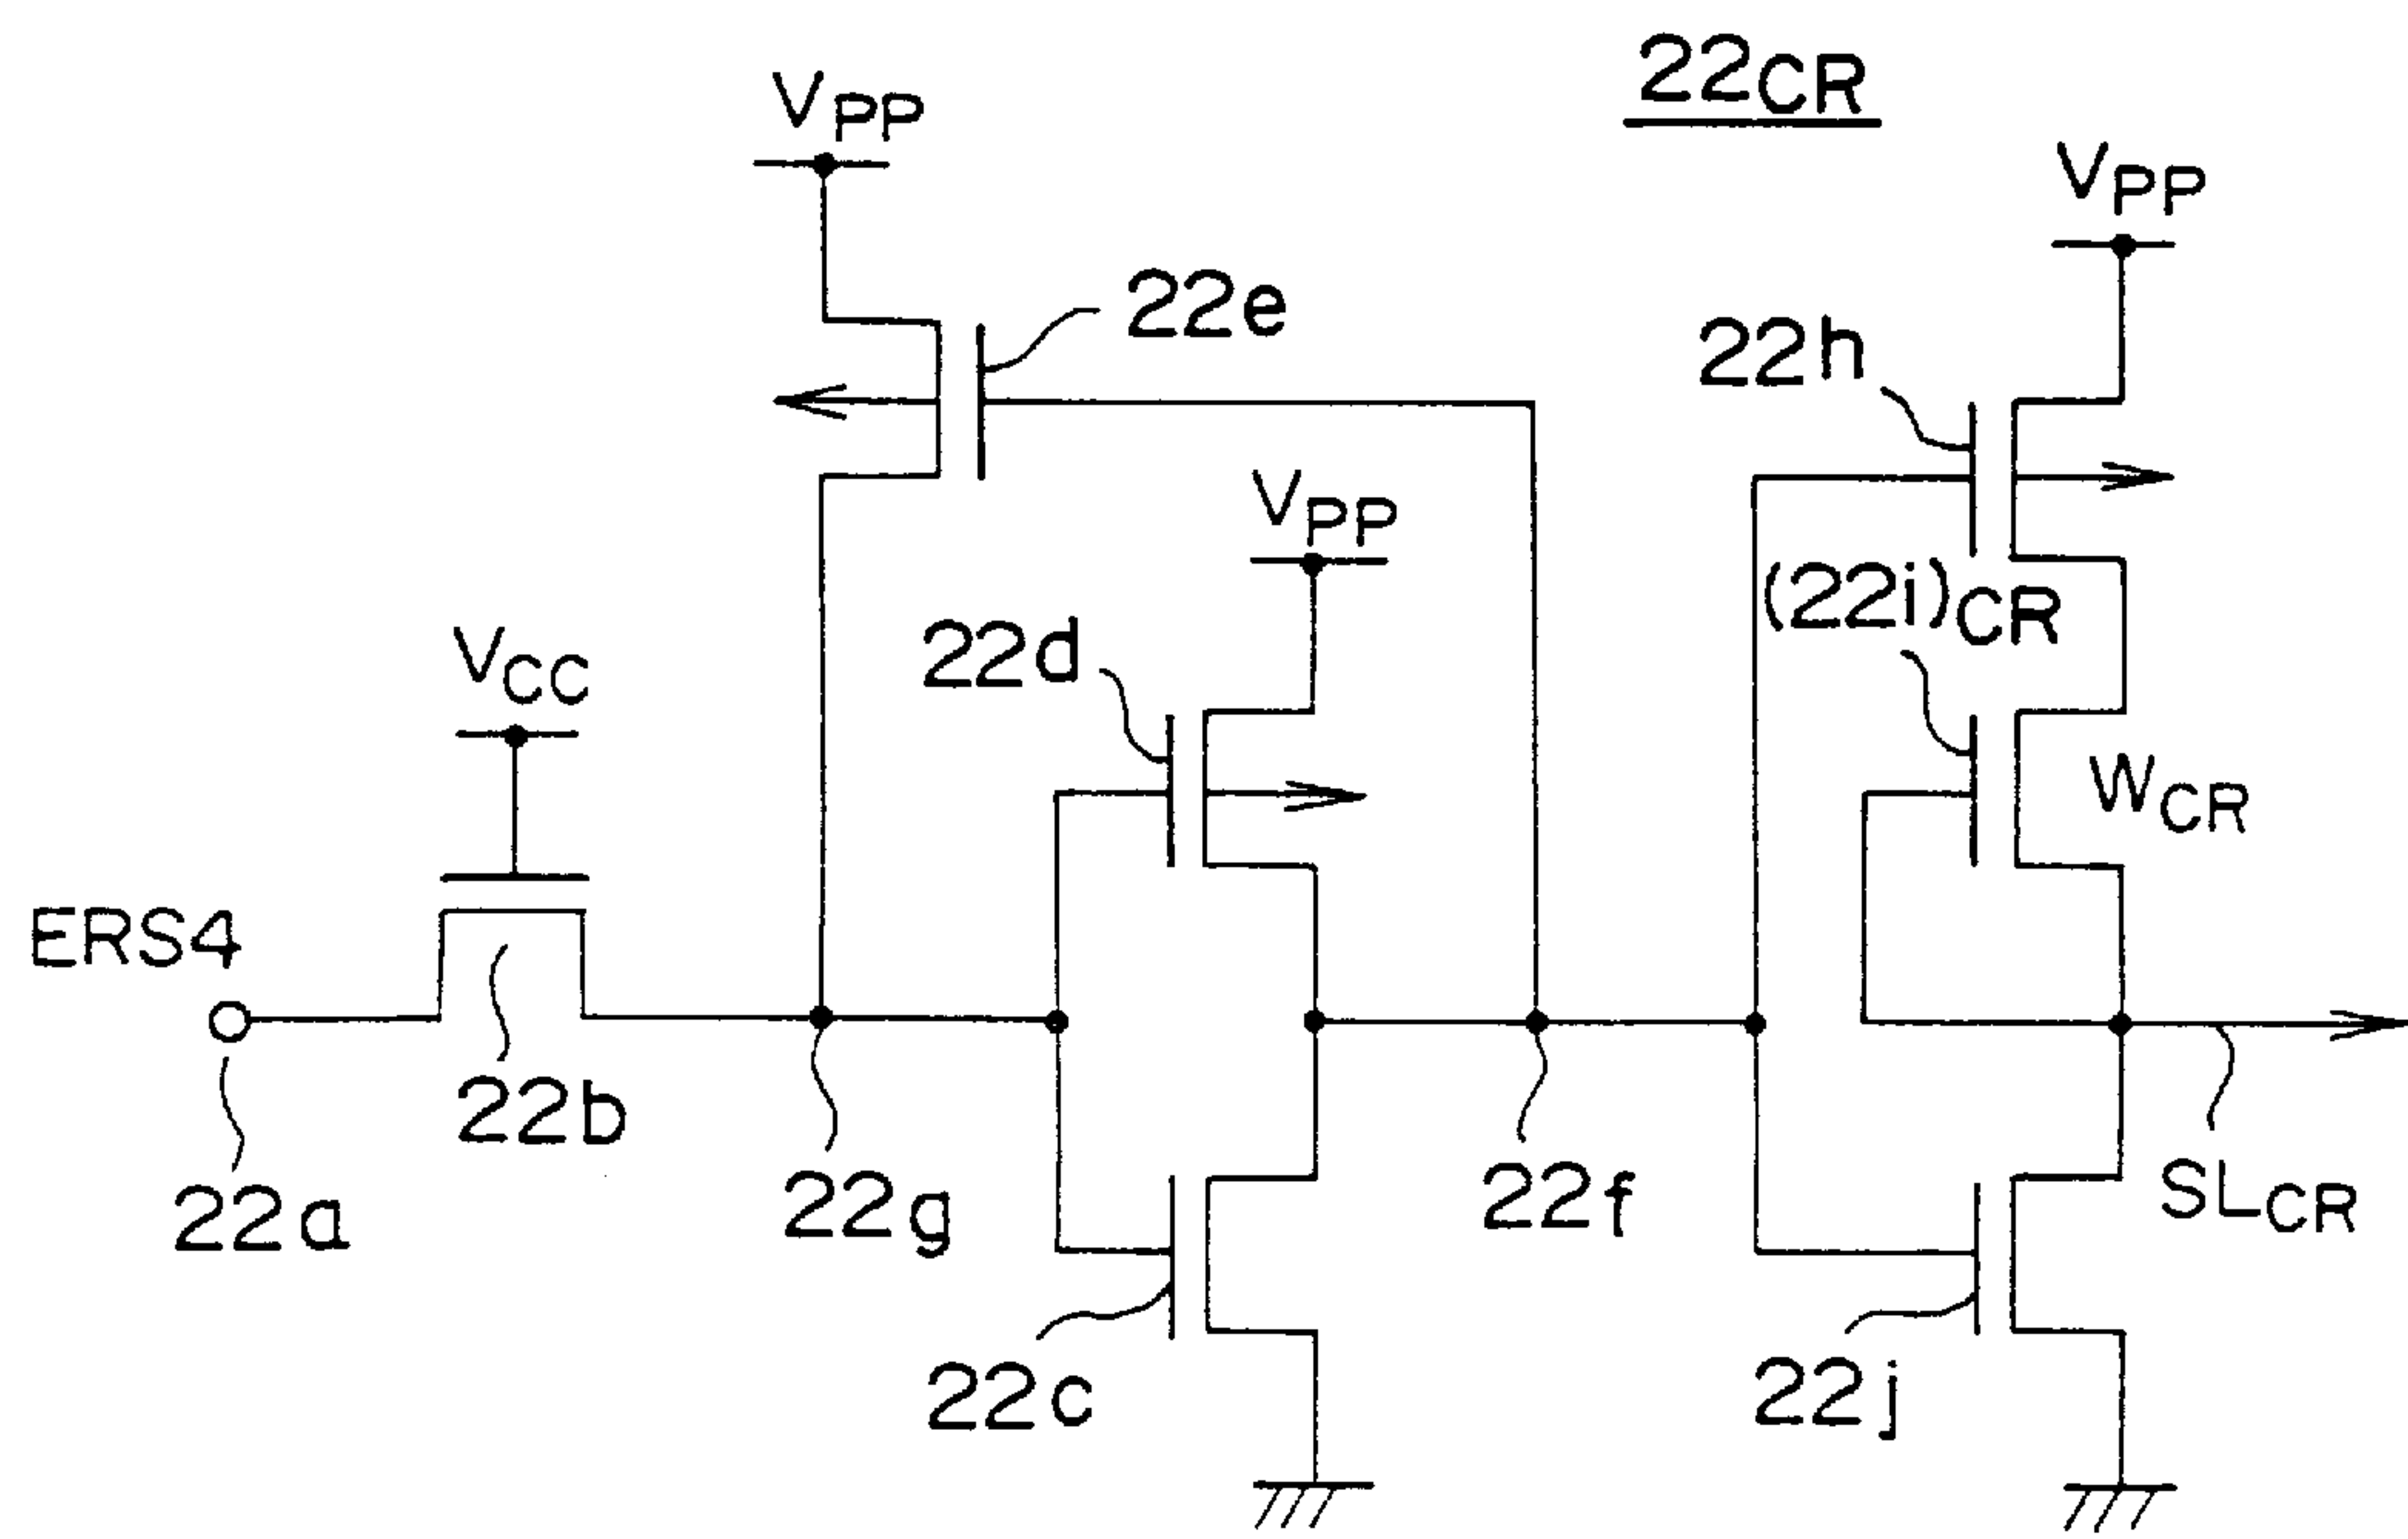 22CR
VPP
VPP
22e
22h
VPP
(22i)CR
22d
VCC
WCR
ERS4
22b
22a
22g
22f
SLCR
22c
22j